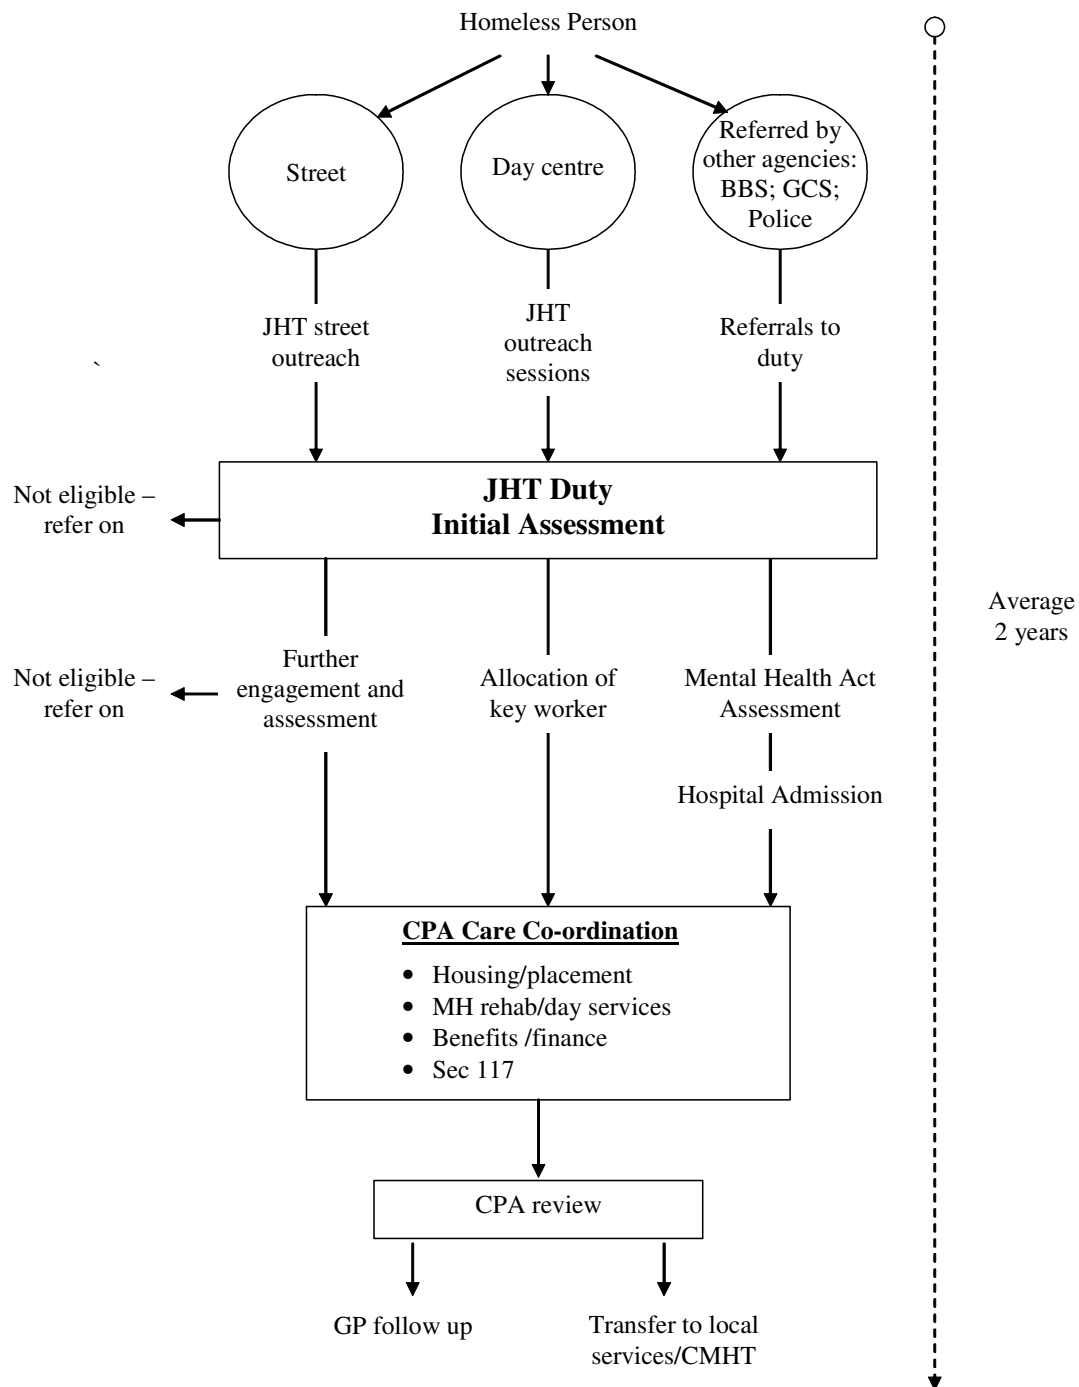 Homeless Person
Street
Day centre
Referred by
other agencies:
BBS; GCS;
Police
JHT street
outreach
JHT
outreach
sessions
Referrals to
duty
`
JHT Duty
Initial Assessment
Not eligible –
refer on
Average
2 years
Not eligible –
refer on
Further
engagement and
assessment
Allocation of
key worker
Mental Health Act
Assessment
Hospital Admission
CPA Care Co-ordination
• Housing/placement
• MH rehab/day services
• Benefits /finance
• Sec 117
CPA review
GP follow up
Transfer to local
services/CMHT